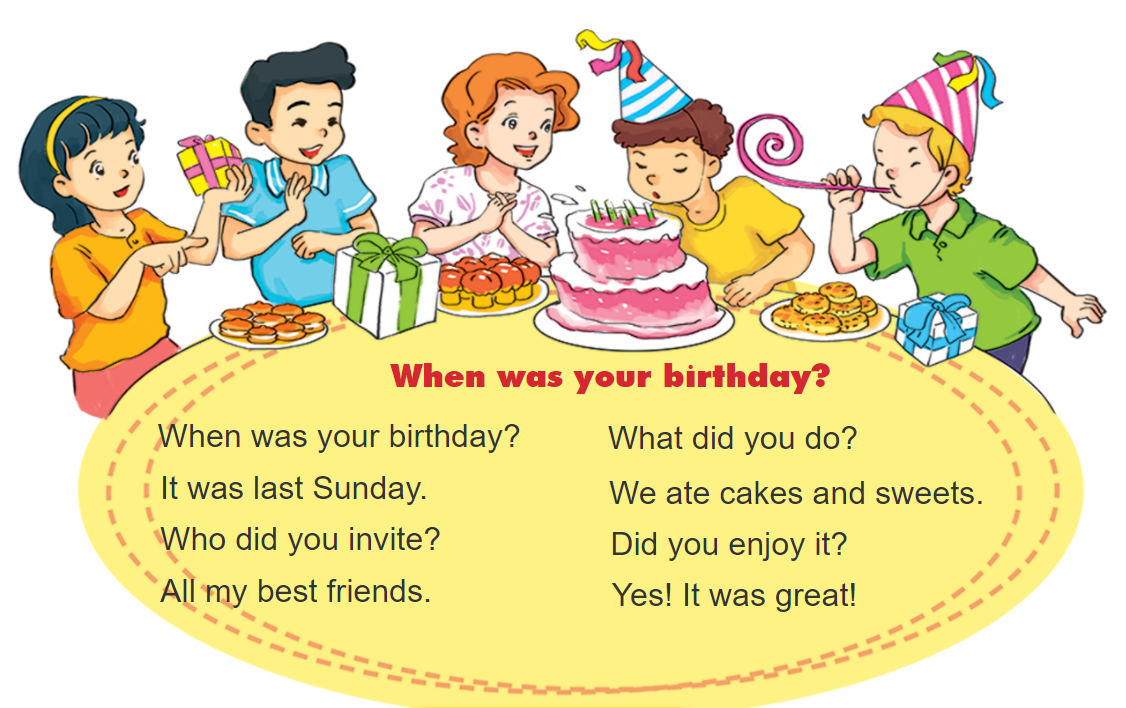 When was your birthday?
When was your birthday?
It was last Sunday.
Who did you invite?
All my best friends.
What did you do?
We ate cakes and sweets.
Did you enjoy it?
Yes! It was great!